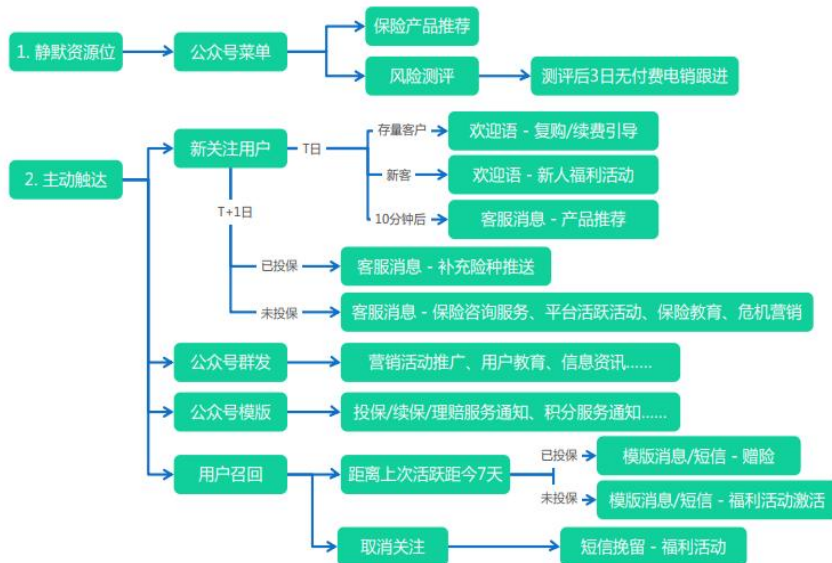 1. 静默资源位
公众号菜单
保险产品推荐
风险测评
测评后3日无付费电销跟进
2. 主动触达
新关注用户
T日
存量客户
欢迎语 - 复购/续费引导
新客
欢迎语 - 新人福利活动
10分钟后
客服消息 - 产品推荐
T+1日
已投保
客服消息 - 补充险种推送
未投保
客服消息 - 保险咨询服务、平台活跃活动、保险教育、危机营销
公众号群发
营销活动推广、用户教育、信息资讯......
公众号模版
投保/续保/理赔服务通知、积分服务通知......
用户召回
距离上次活跃距今7天
已投保
模版消息/短信 - 赠险
未投保
模版消息/短信 - 福利活动激活
取消关注
短信挽留 - 福利活动